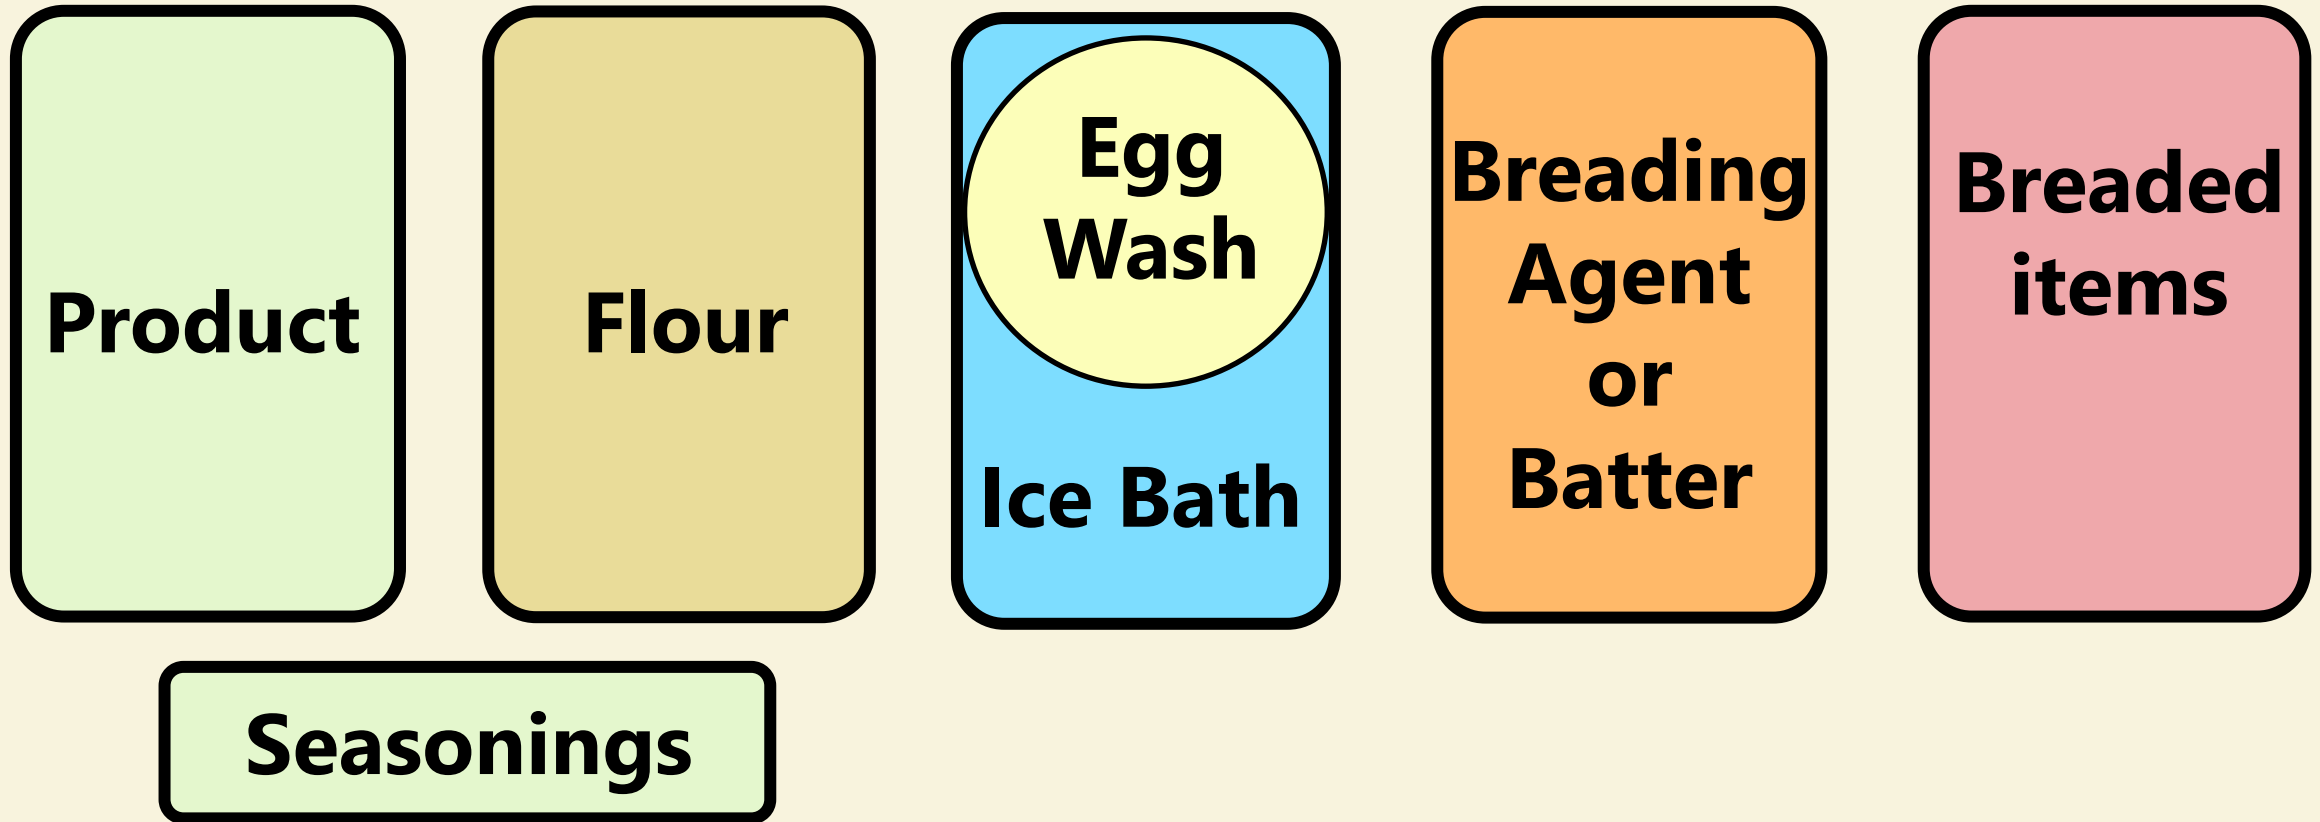 Product
Flour
Egg
Wash
Ice Bath
Breading
Agent
or
Batter
Breaded
items
Seasonings